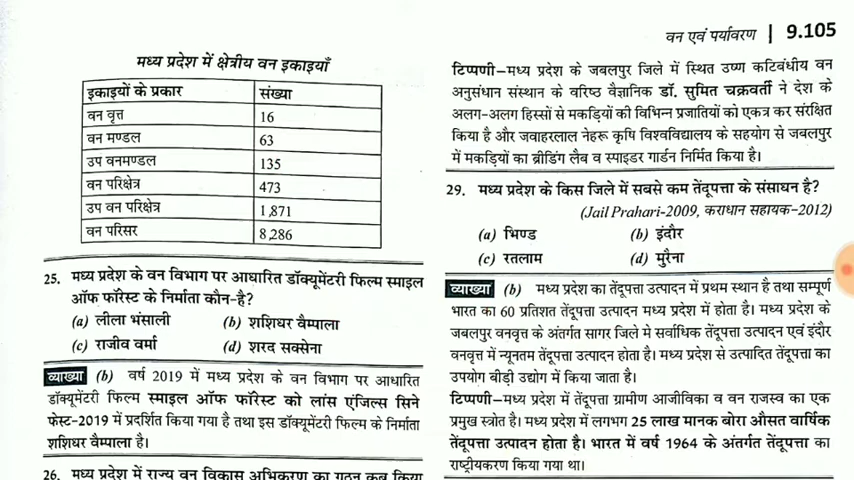 वन एवं पर्यावरण | 9.105
मध्य प्रदेश में क्षेत्रीय वन इकाइयाँ
इकाइयों के प्रकार संख्या
वन वृत्त 16
वन मण्डल 63
उप वनमण्डल 135
वन परिक्षेत्र 473
उप वन परिक्षेत्र 1,871
वन परिसर 8,286
25. मध्य प्रदेश के वन विभाग पर आधारित डॉक्यूमेंटरी फिल्म स्माइल
ऑफ फॉरेस्ट के निर्माता कौन-है?
(a) लीला भंसाली (b) शशिधर वैम्पाला
(c) राजीव वर्मा (d) शरद सक्सेना
व्याख्या (b) वर्ष 2019 में मध्य प्रदेश के वन विभाग पर आधारित
डॉक्यूमेंटरी फिल्म स्माइल ऑफ फॉरेस्ट को लांस एंजिल्स सिने
फेस्ट-2019 में प्रदर्शित किया गया है तथा इस डॉक्यूमेंटरी फिल्म के निर्माता
शशिधर वैम्पाला है।
26. मध्य प्रदेश में राज्य वन विकास अभिकरण का गठन कब किया
टिप्पणी–मध्य प्रदेश के जबलपुर जिले में स्थित उष्ण कटिवंधीय वन
अनुसंधान संस्थान के वरिष्ठ वैज्ञानिक डॉ. सुमित चक्रवर्ती ने देश के
अलग-अलग हिस्सों से मकड़ियों की विभिन्न प्रजातियों को एकत्र कर संरक्षित
किया है और जवाहरलाल नेहरू कृषि विश्वविद्यालय के सहयोग से जबलपुर
में मकड़ियों का ब्रीडिंग लैब व स्पाइडर गार्डन निर्मित किया है।
29. मध्य प्रदेश के किस जिले में सबसे कम तेंदूपत्ता के संसाधन है?
(Jail Prahari-2009, कराधान सहायक-2012)
(a) भिण्ड (b) इंदौर
(c) रतलाम (d) मुरैना
व्याख्या (b) मध्य प्रदेश का तेंदूपत्ता उत्पादन में प्रथम स्थान है तथा सम्पूर्ण
भारत का 60 प्रतिशत तेंदूपत्ता उत्पादन मध्य प्रदेश में होता है। मध्य प्रदेश के
जबलपुर वनवृत्त के अंतर्गत सागर जिले मे सर्वाधिक तेंदूपत्ता उत्पादन एवं इंदौर
वनवृत्त में न्यूनतम तेंदूपत्ता उत्पादन होता है। मध्य प्रदेश से उत्पादित तेंदूपत्ता का
उपयोग बीड़ी उद्योग में किया जाता है।
टिप्पणी–मध्य प्रदेश में तेंदूपत्ता ग्रामीण आजीविका व वन राजस्व का एक
प्रमुख स्त्रोत है। मध्य प्रदेश में लगभग 25 लाख मानक बोरा औसत वार्षिक
तेंदूपत्ता उत्पादन होता है। भारत में वर्ष 1964 के अंतर्गत तेंदूपत्ता का
राष्ट्रीयकरण किया गया था।